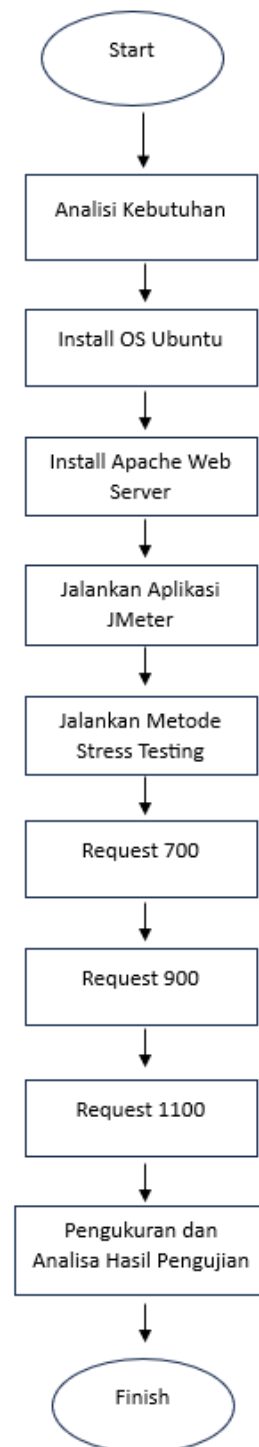 Start
Analisi Kebutuhan
Install OS Ubuntu
Install Apache Web
Server
Jalankan Aplikasi
JMeter
Jalankan Metode
Stress Testing
Request 700
Request 900
Request 1100
Pengukuran dan
Analisa Hasil Pengujian
Finish